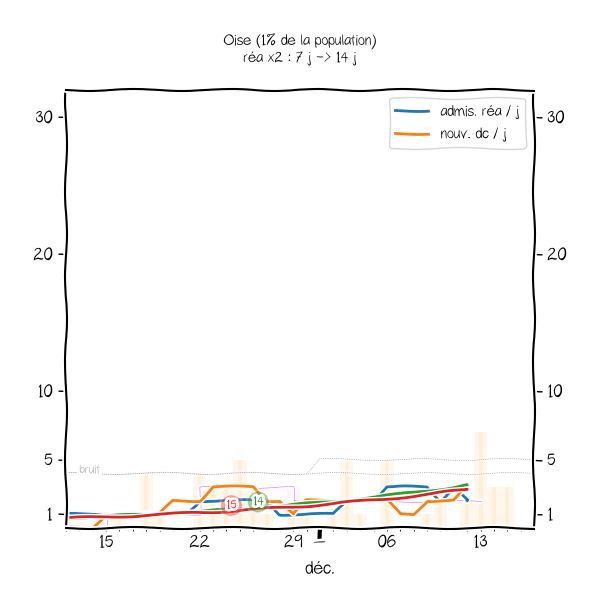 Oise (1% de la population)
réa x2 : 7 j -> 14 j
admis. réa / j
nouv. dc / j
30
30
20
20
10
10
5
5
bruit
15
14
1
1
15
22
29
06
13
déc.